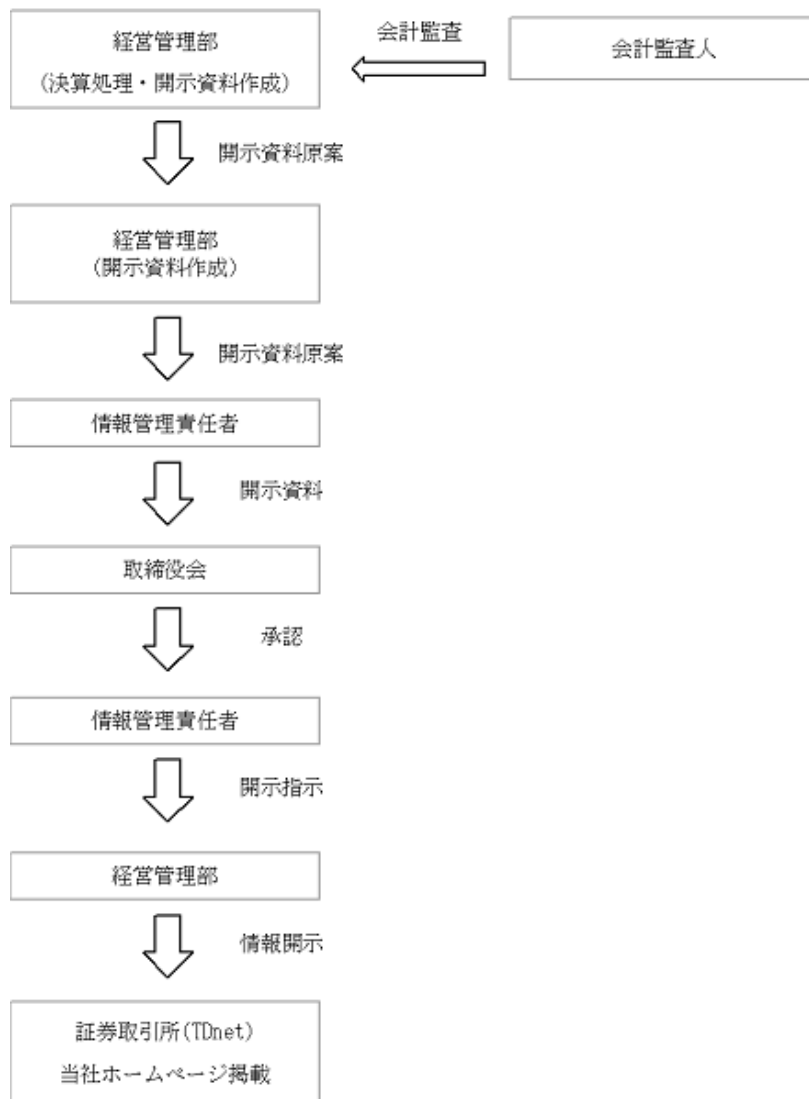 経営管理部
(決算処理・開示資料作成)
会計監査
会計監査人
開示資料原案
経営管理部
(開示資料作成)
開示資料原案
情報管理責任者
開示資料
取締役会
承認
情報管理責任者
開示指示
経営管理部
情報開示
証券取引所(TDnet)
当社ホームページ掲載